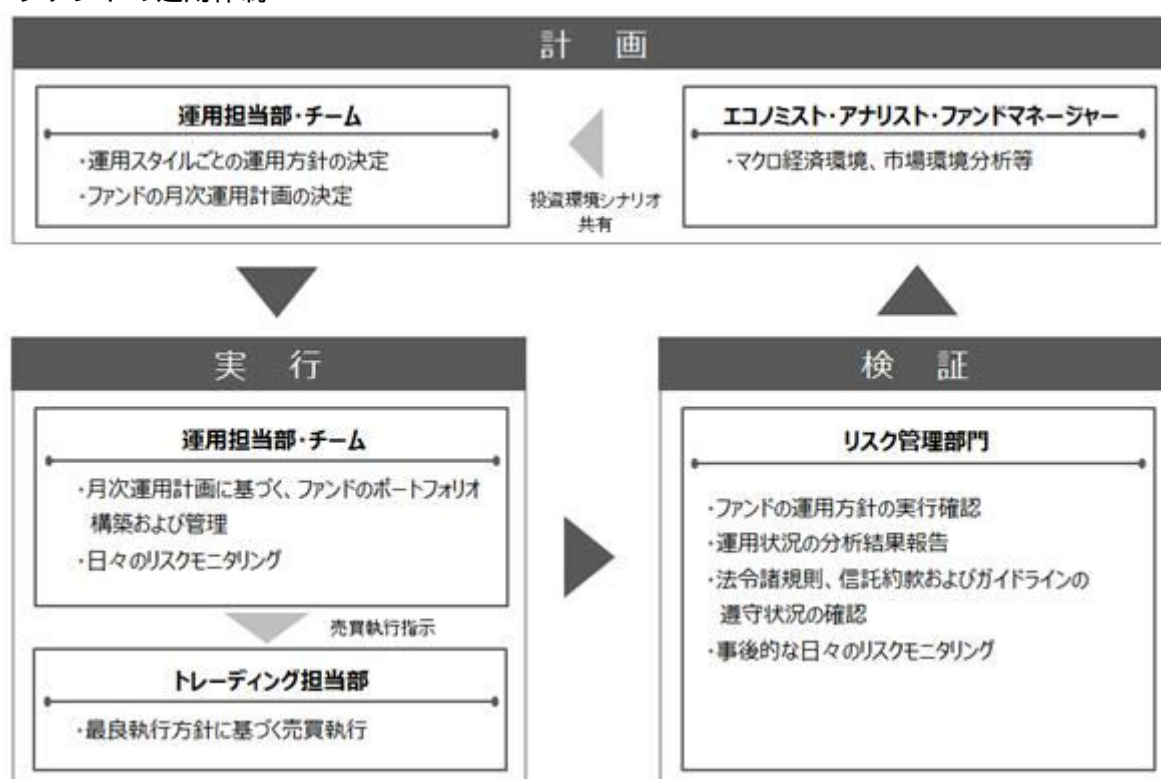 計 画
運用担当部・チーム
・運用スタイルごとの運用方針の決定
・ファンドの月次運用計画の決定
投資環境シナリオ
共有
エコノミスト・アナリスト・ファンドマネージャー
・マクロ経済環境、市場環境分析等
実 行
運用担当部・チーム
・月次運用計画に基づく、ファンドのポートフォリオ
構築および管理
・日々のリスクモニタリング
売買執行指示
トレーディング担当部
・最良執行方針に基づく売買執行
検 証
リスク管理部門
・ファンドの運用方針の実行確認
・運用状況の分析結果報告
・法令諸規則、信託約款およびガイドラインの
遵守状況の確認
・事後的な日々のリスクモニタリング